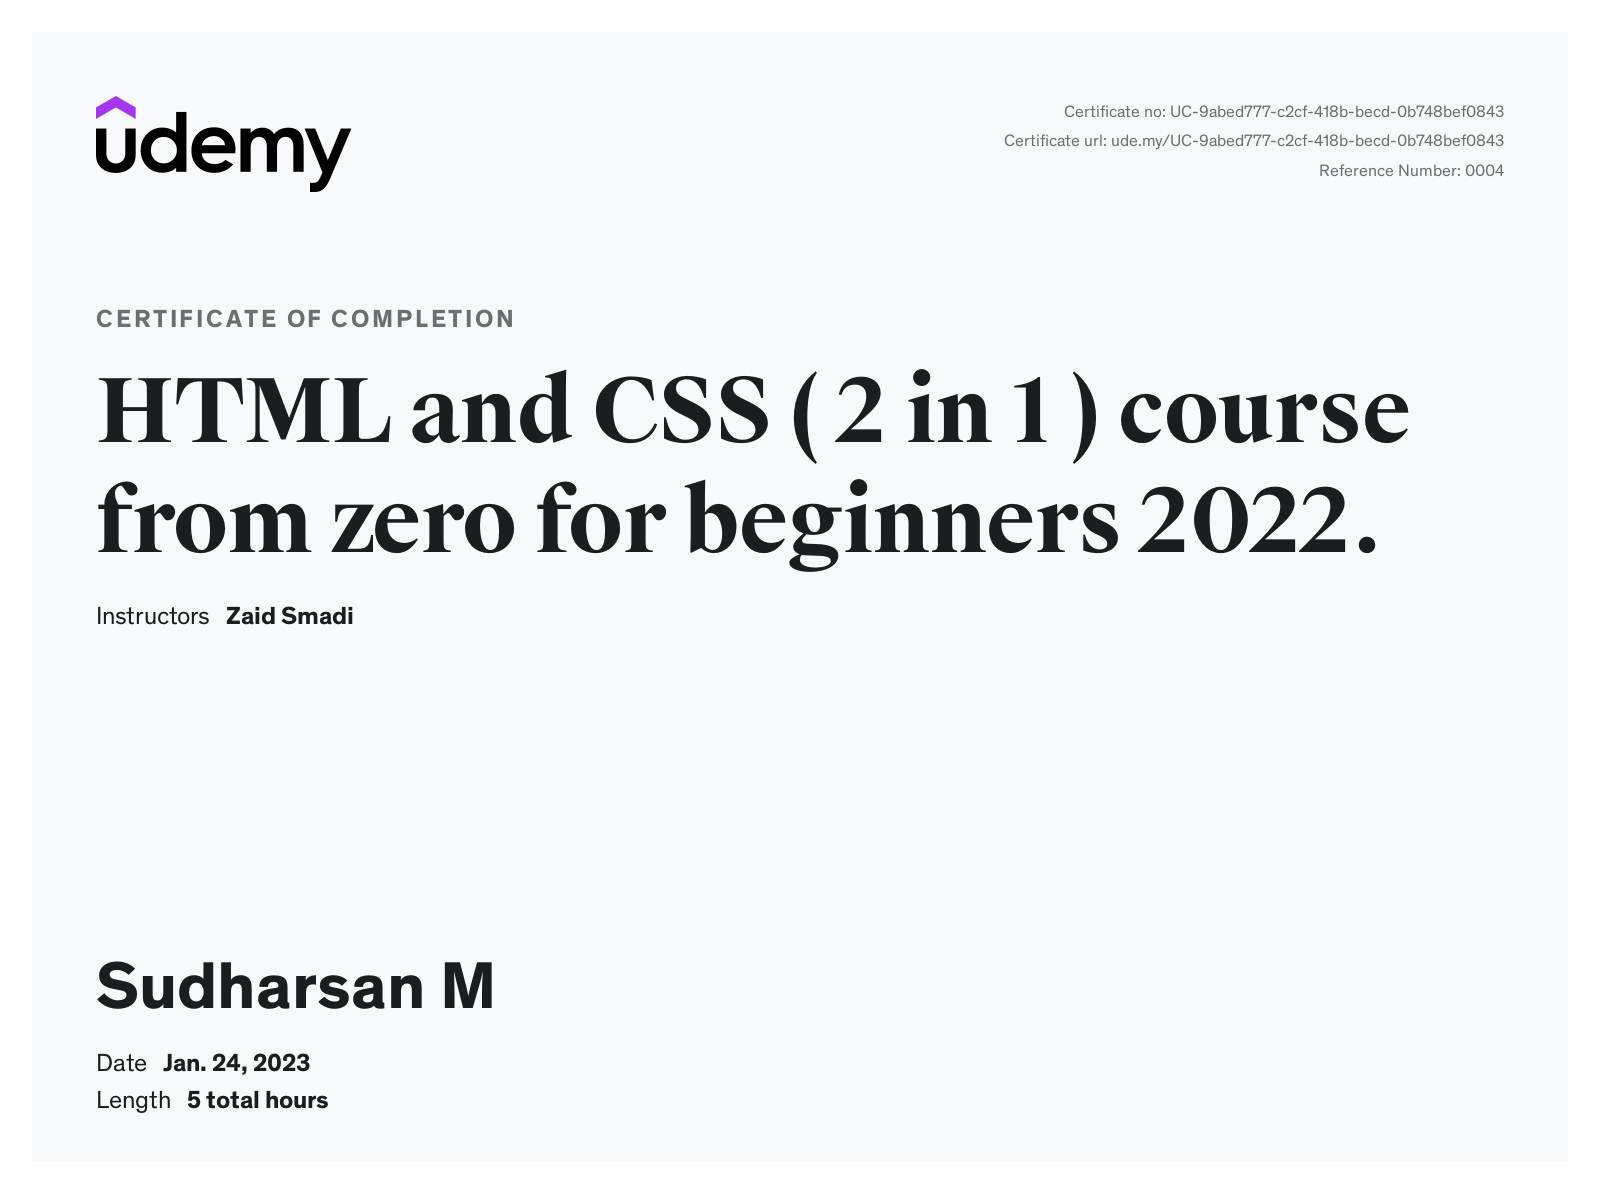 udemy
Certificate no: UC-9abed777-c2cf-418b-becd-0b748bef0843
Certificate url: ude.my/UC-9abed777-c2cf-418b-becd-0b748bef0843
Reference Number: 0004
CERTIFICATE OF COMPLETION
HTML and CSS ( 2 in 1 ) course
from zero for beginners 2022.
Instructors Zaid Smadi
Sudharsan M
Date Jan. 24, 2023
Length 5 total hours